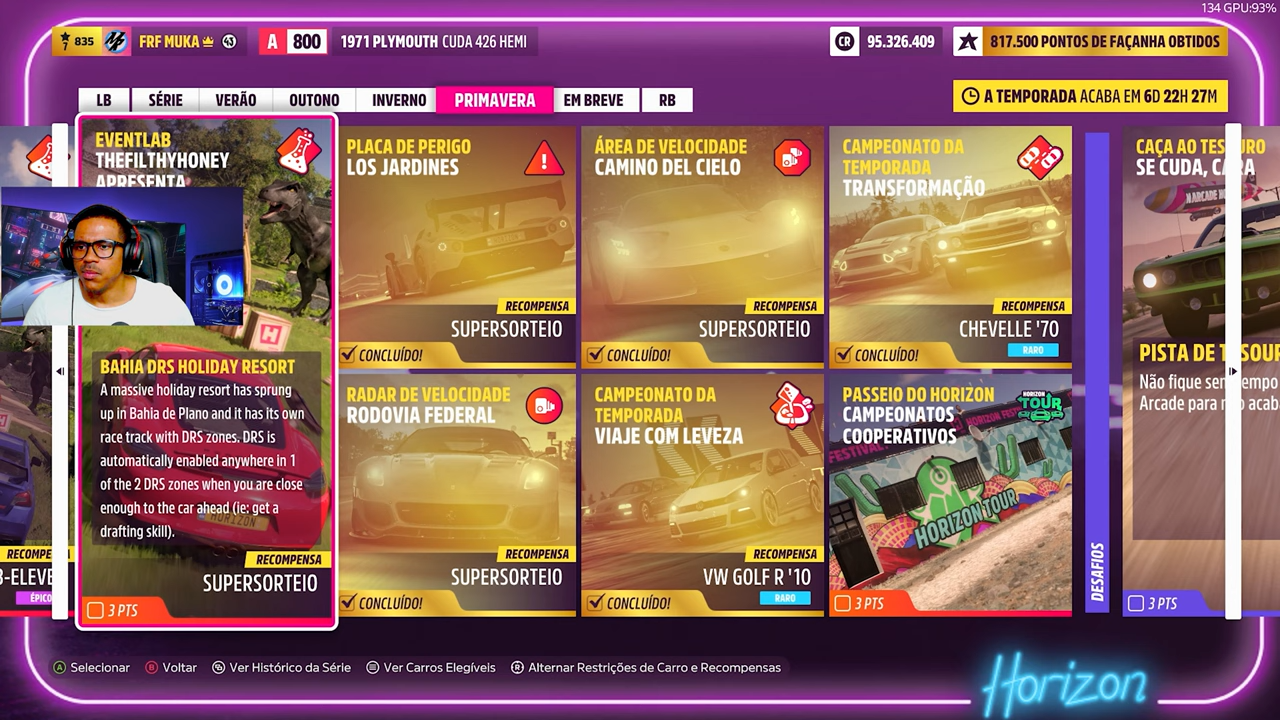 134 GPU:93%
7 835
FRF MUKA
43
A 800
1971 PLYMOUTH CUDA 426 HEMI
CR 95.326.409
817.500 PONTOS DE FAÇANHA OBTIDOS
LB
SÉRIE
VERÃO
OUTONO
INVERNO
PRIMAVERA
EM BREVE
RB
A TEMPORADA ACABA EM 6D 22H 27M
EVENTLAB
THEFILTHYHONEY
APRESENTA
BAHIA DRS HOLIDAY RESORT
A massive holiday resort has sprung
up in Bahia de Plano and it has its own
race track with DRS zones. DRS is
automatically enabled anywhere in 1
of the 2 DRS zones when you are close
enough to the car ahead (ie: get a
drafting skill).
HORIZON
RECOMPENSA
SUPERSORTEIO
3 PTS
RECOMPENSA
3-ELEVE
ÉPICO
PLACA DE PERIGO
LOS JARDINES
RECOMPENSA
SUPERSORTEIO
CONCLUÍDO!
ÁREA DE VELOCIDADE
CAMINO DEL CIELO
RECOMPENSA
SUPERSORTEIO
CONCLUÍDO!
CAMPEONATO DA
TEMPORADA
TRANSFORMAÇÃO
RECOMPENSA
CHEVELLE '70
RARO
CONCLUÍDO!
RADAR DE VELOCIDADE
RODOVIA FEDERAL
RECOMPENSA
SUPERSORTEIO
CONCLUÍDO!
CAMPEONATO DA
TEMPORADA
VIAJE COM LEVEZA
RECOMPENSA
VW GOLF R '10
RARO
CONCLUÍDO!
PASSEIO DO HORIZON
CAMPEONATOS
COOPERATIVOS
HORIZON
TOUR
HORIZON TOUR
3 PTS
DESAFIOS
CAÇA AO TESOURO
SE CUDA, CARA
PISTA DE TESOUR
Não fique sem tempo
Arcade para não acab
3 PTS
A Selecionar
B Voltar
Ver Histórico da Série
Ver Carros Elegíveis
R Alternar Restrições de Carro e Recompensas
Horizon